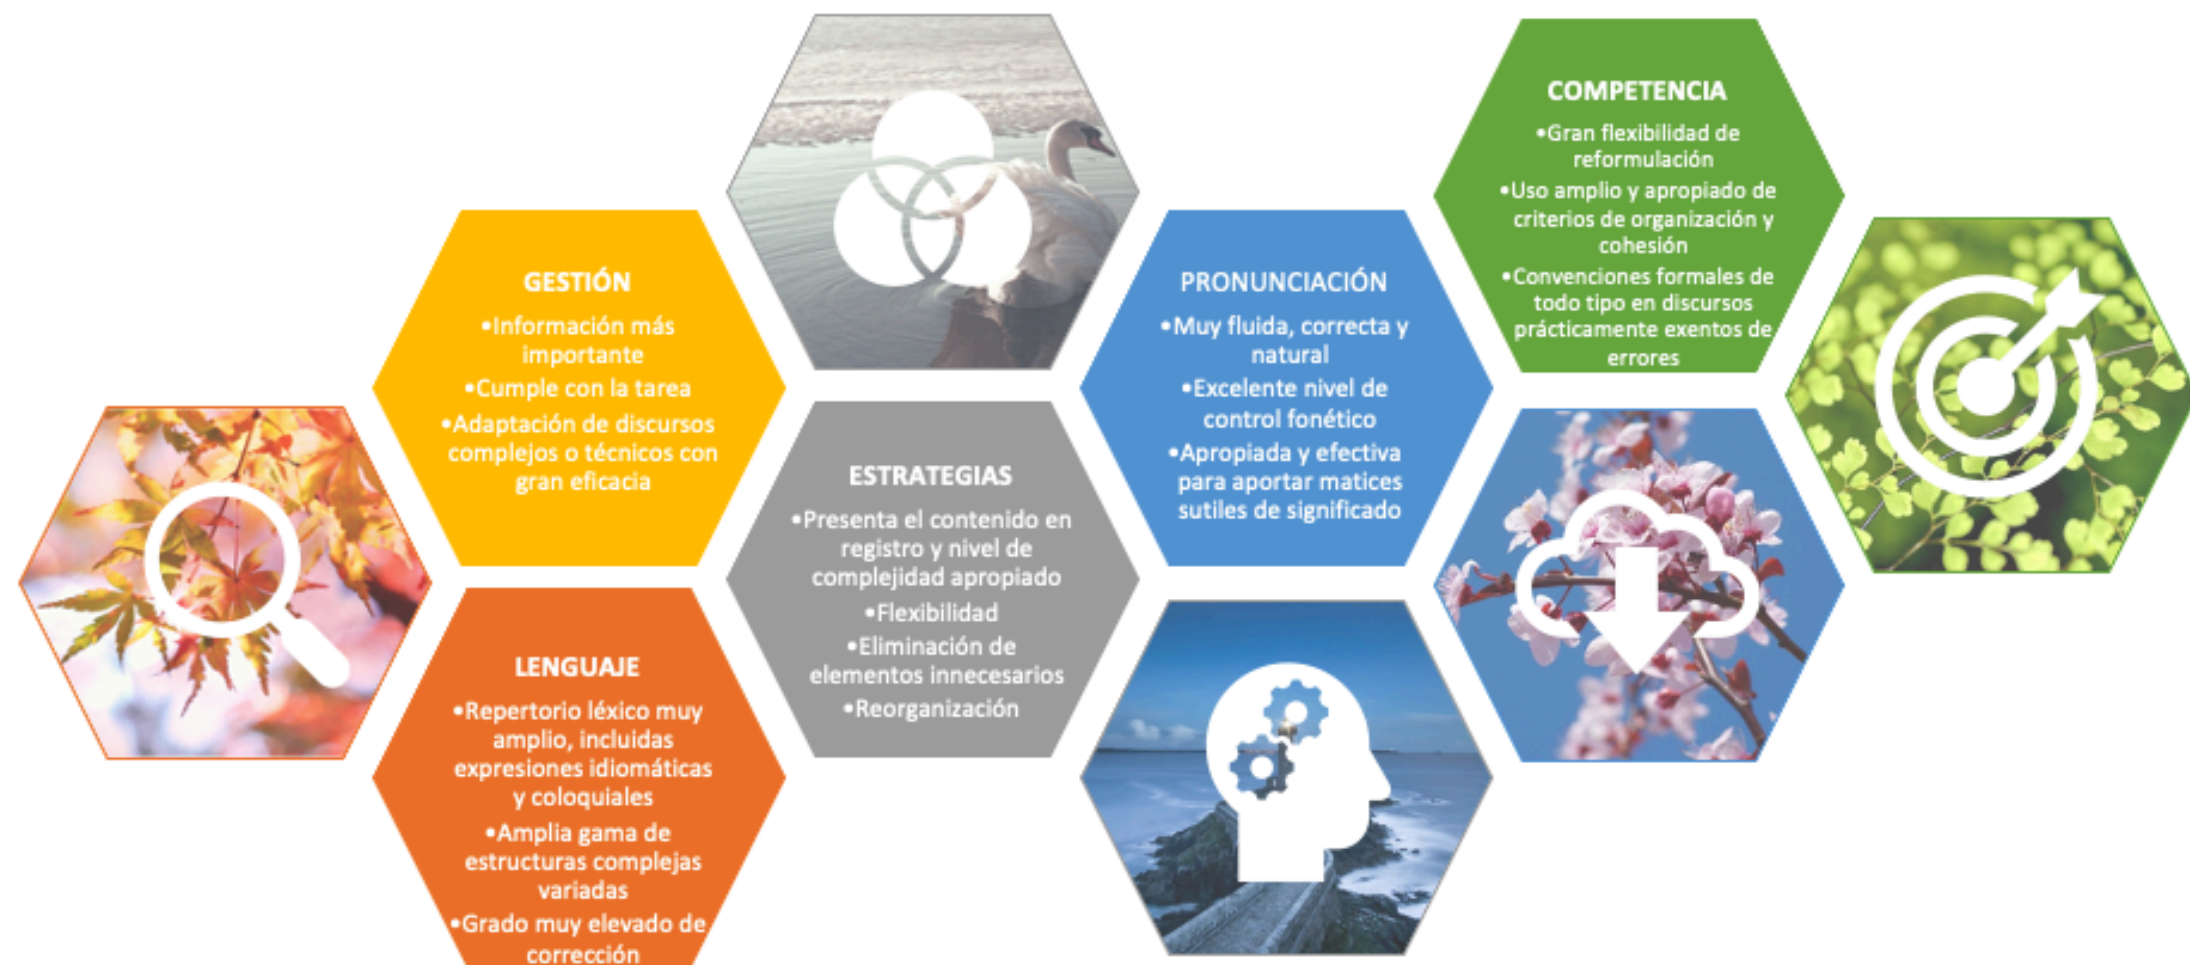 GESTIÓN
•Información más
importante
•Cumple con la tarea
•Adaptación de discursos
complejos o técnicos con
gran eficacia
LENGUAJE
•Repertorio léxico muy
amplio, incluidas
expresiones idiomáticas
y coloquiales
•Amplia gama de
estructuras complejas
variadas
•Grado muy elevado de
corrección
ESTRATEGIAS
•Presenta el contenido en
registro y nivel de
complejidad apropiado
•Flexibilidad
•Eliminación de
elementos innecesarios
•Reorganización
PRONUNCIACIÓN
•Muy fluida, correcta y
natural
•Excelente nivel de
control fonético
•Apropiada y efectiva
para aportar matices
sutiles de significado
COMPETENCIA
•Gran flexibilidad de
reformulación
•Uso amplio y apropiado de
criterios de organización y
cohesión
•Convenciones formales de
todo tipo en discursos
prácticamente exentos de
errores